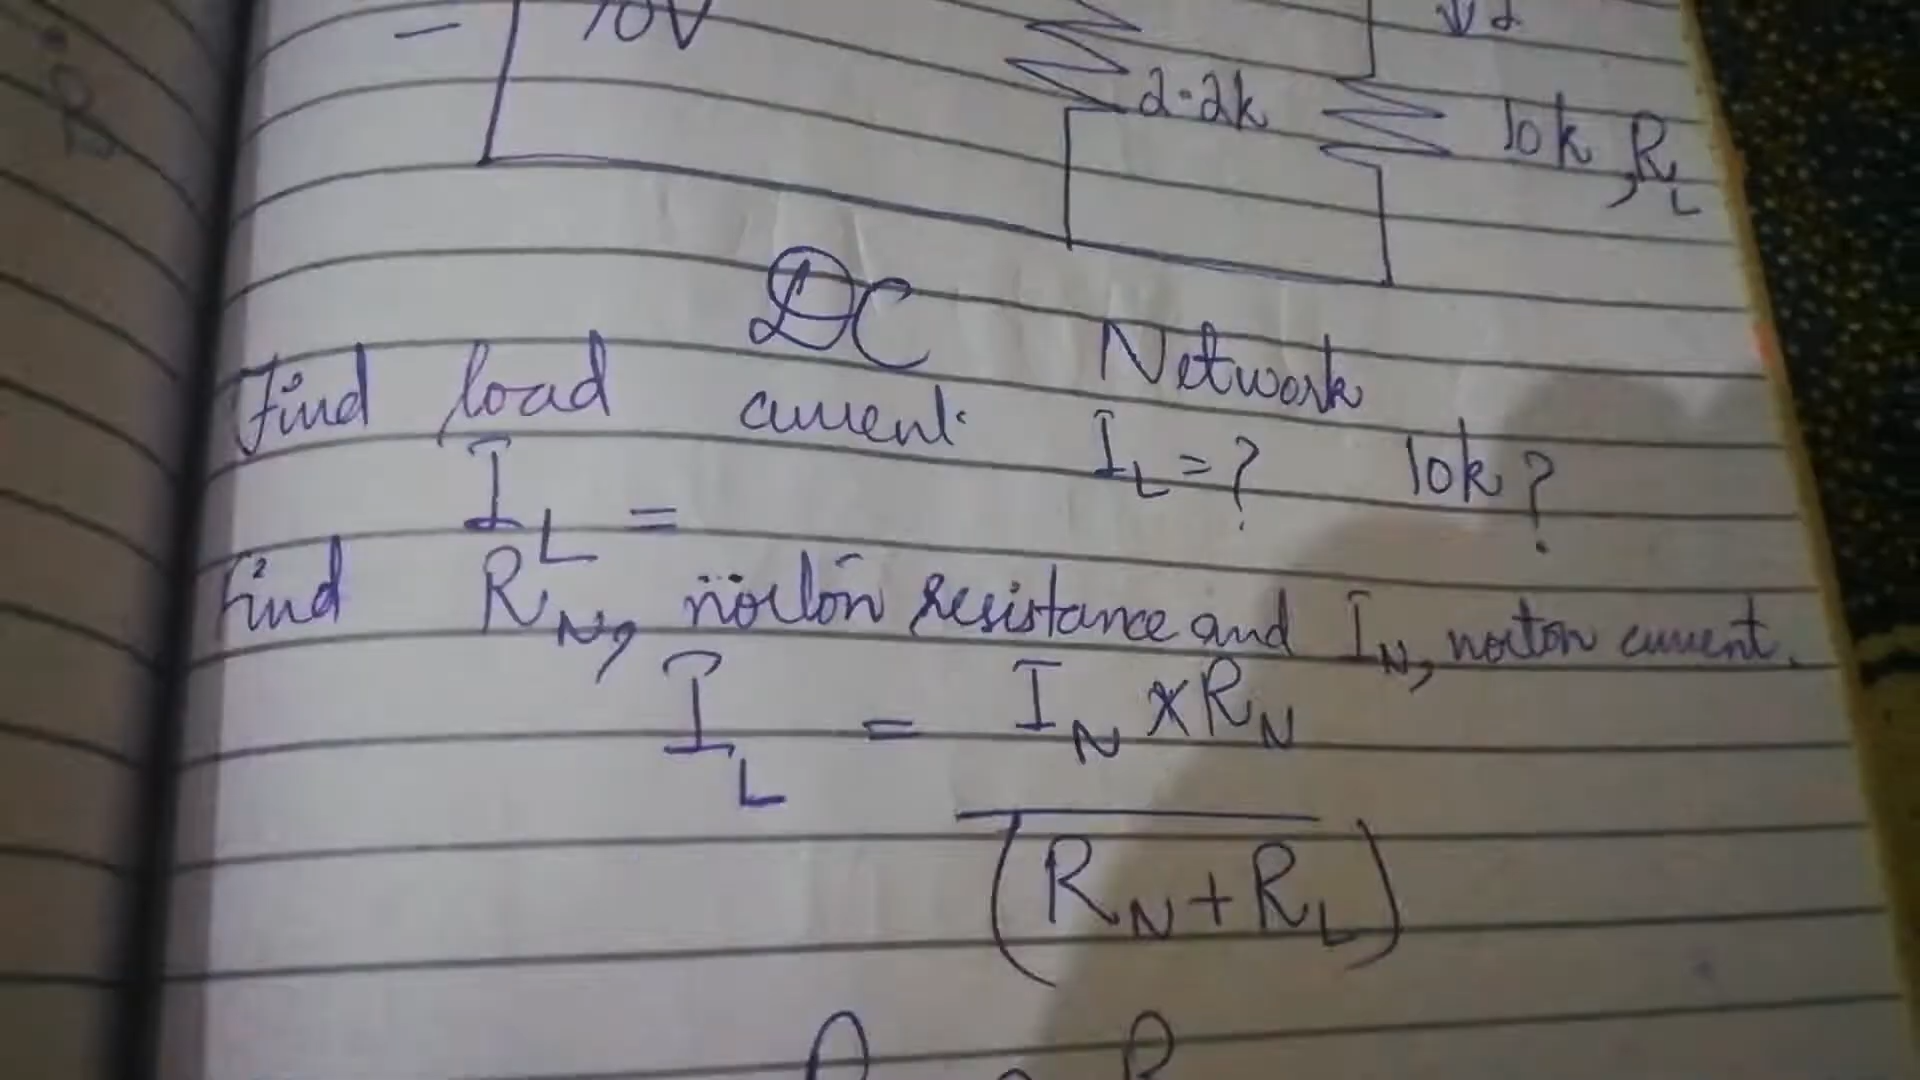 10V
2.2k
10k, RL
DC Network
Find load current IL = ? 10k ?
IL =
Find RN, norton resistance and IN, norton current.
IL = IN × RN
(RN + RL)